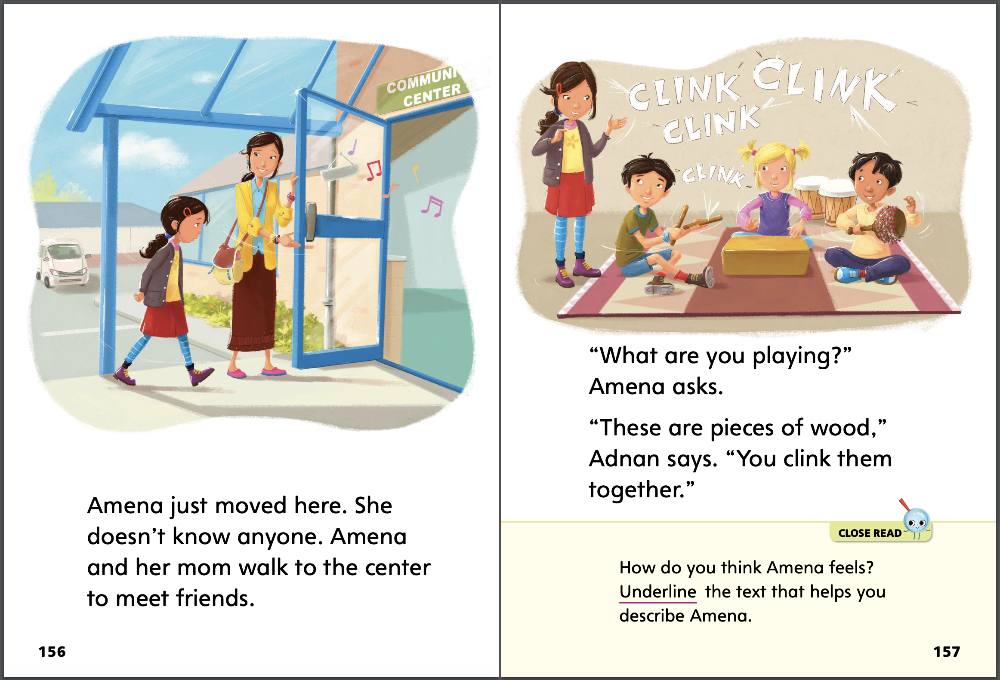 COMMUNI
CENTER
Amena just moved here. She
doesn’t know anyone. Amena
and her mom walk to the center
to meet friends.
156
CLINK CLINK
CLINK
CLINK
“What are you playing?”
Amena asks.
“These are pieces of wood,”
Adnan says. “You clink them
together.”
CLOSE READ
How do you think Amena feels?
Underline the text that helps you
describe Amena.
157